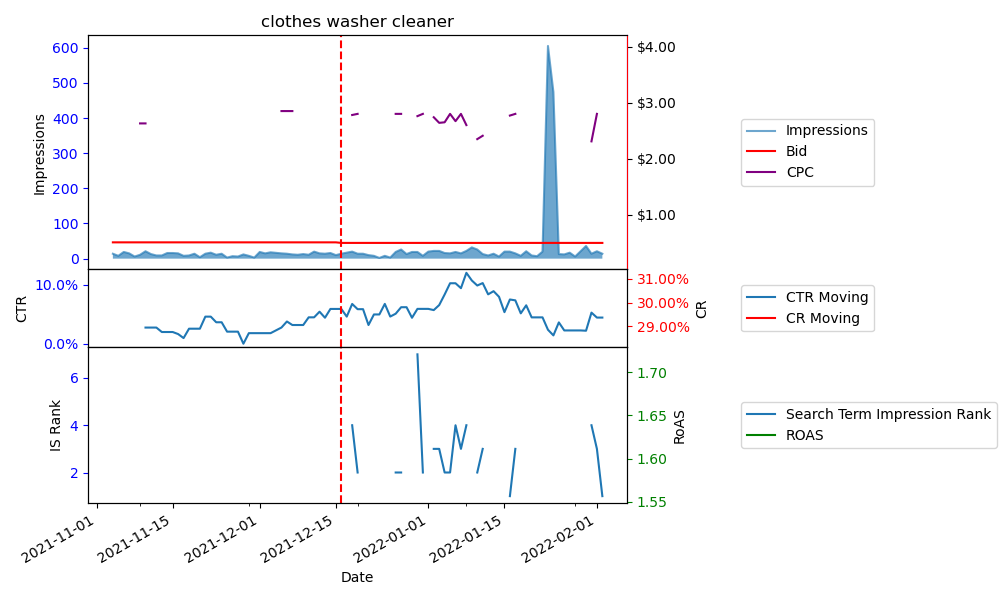 clothes washer cleaner
600
500
400
300
200
100
0
Impressions
$4.00
$3.00
$2.00
$1.00
Impressions
Bid
CPC
10.0%
0.0%
CTR
31.00%
30.00%
29.00%
CR
CTR Moving
CR Moving
6
4
2
IS Rank
1.70
1.65
1.60
1.55
RoAS
Search Term Impression Rank
ROAS
2021-11-01
2021-11-15
2021-12-01
2021-12-15
2022-01-01
2022-01-15
2022-02-01
Date